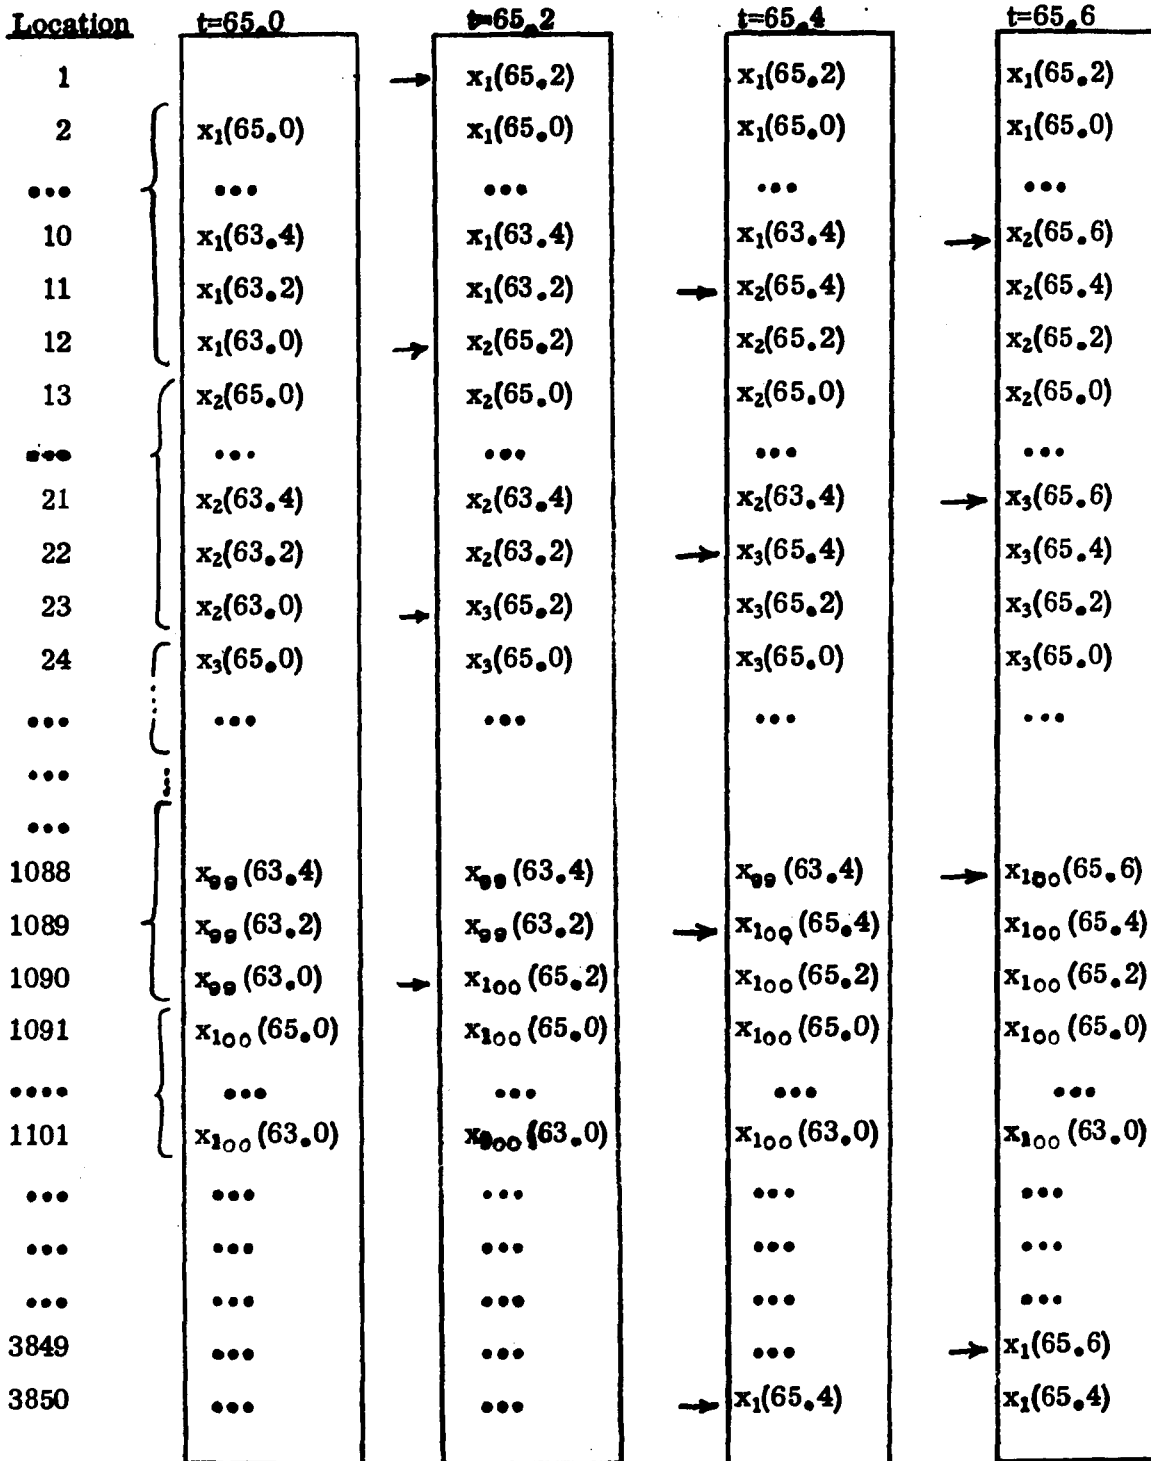 Location t=65.0 t=65.2 t=65.4 t=65.6
1 → x₁(65.2) x₁(65.2) x₁(65.2)
2 x₁(65.0) x₁(65.0) x₁(65.0) x₁(65.0)
... ... ... ... ...
10 x₁(63.4) x₁(63.4) x₁(63.4) → x₂(65.6)
11 x₁(63.2) x₁(63.2) → x₂(65.4) x₂(65.4)
12 x₁(63.0) → x₂(65.2) x₂(65.2) x₂(65.2)
13 x₂(65.0) x₂(65.0) x₂(65.0) x₂(65.0)
... ... ... ... ...
21 x₂(63.4) x₂(63.4) x₂(63.4) → x₃(65.6)
22 x₂(63.2) x₂(63.2) → x₃(65.4) x₃(65.4)
23 x₂(63.0) → x₃(65.2) x₃(65.2) x₃(65.2)
24 x₃(65.0) x₃(65.0) x₃(65.0) x₃(65.0)
... ... ... ... ...
...
...
1088 x₉₉(63.4) x₉₉(63.4) x₉₉(63.4) → x₁₀₀(65.6)
1089 x₉₉(63.2) x₉₉(63.2) → x₁₀₀(65.4) x₁₀₀(65.4)
1090 x₉₉(63.0) → x₁₀₀(65.2) x₁₀₀(65.2) x₁₀₀(65.2)
1091 x₁₀₀(65.0) x₁₀₀(65.0) x₁₀₀(65.0) x₁₀₀(65.0)
.... ... ... ... ...
1101 x₁₀₀(63.0) x₁₀₀(63.0) x₁₀₀(63.0) x₁₀₀(63.0)
... ... ... ... ...
... ... ... ... ...
... ... ... ... ...
3849 ... ... ... → x₁(65.6)
3850 ... ... → x₁(65.4) x₁(65.4)